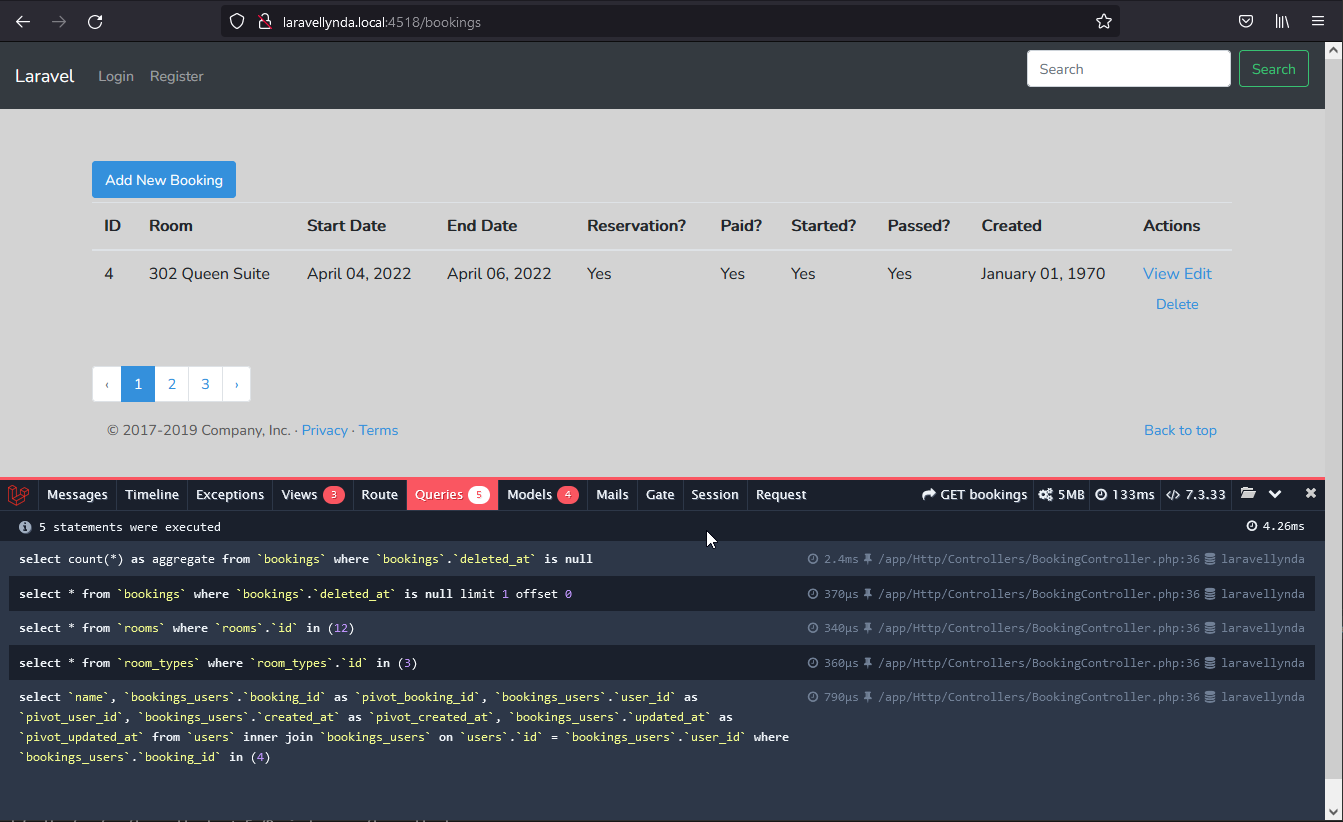 laravellynda.local:4518/bookings
Laravel Login Register Search Search
Add New Booking
ID Room Start Date End Date Reservation? Paid? Started? Passed? Created Actions
4 302 Queen Suite April 04, 2022 April 06, 2022 Yes Yes Yes Yes January 01, 1970 View Edit
Delete
‹ 1 2 3 ›
© 2017-2019 Company, Inc. · Privacy · Terms Back to top
Messages Timeline Exceptions Views 3 Route Queries 5 Models 4 Mails Gate Session Request GET bookings 5MB 133ms 7.3.33
5 statements were executed 4.26ms
select count(*) as aggregate from `bookings` where `bookings`.`deleted_at` is null 2.4ms /app/Http/Controllers/BookingController.php:36 laravellynda
select * from `bookings` where `bookings`.`deleted_at` is null limit 1 offset 0 370μs /app/Http/Controllers/BookingController.php:36 laravellynda
select * from `rooms` where `rooms`.`id` in (12) 340μs /app/Http/Controllers/BookingController.php:36 laravellynda
select * from `room_types` where `room_types`.`id` in (3) 360μs /app/Http/Controllers/BookingController.php:36 laravellynda
select `name`, `bookings_users`.`booking_id` as `pivot_booking_id`, `bookings_users`.`user_id` as 790μs /app/Http/Controllers/BookingController.php:36 laravellynda
`pivot_user_id`, `bookings_users`.`created_at` as `pivot_created_at`, `bookings_users`.`updated_at` as
`pivot_updated_at` from `users` inner join `bookings_users` on `users`.`id` = `bookings_users`.`user_id` where
`bookings_users`.`booking_id` in (4)